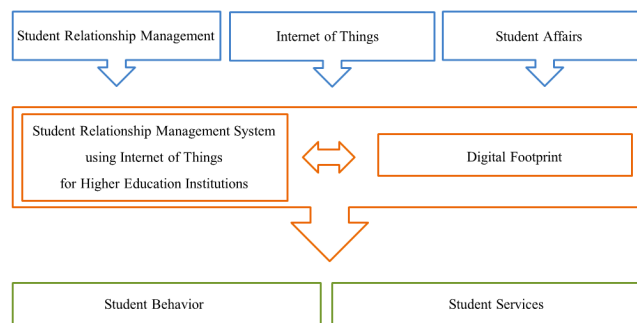 Student Relationship Management
Internet of Things
Student Affairs
Student Relationship Management System
using Internet of Things
for Higher Education Institutions
Digital Footprint
Student Behavior
Student Services